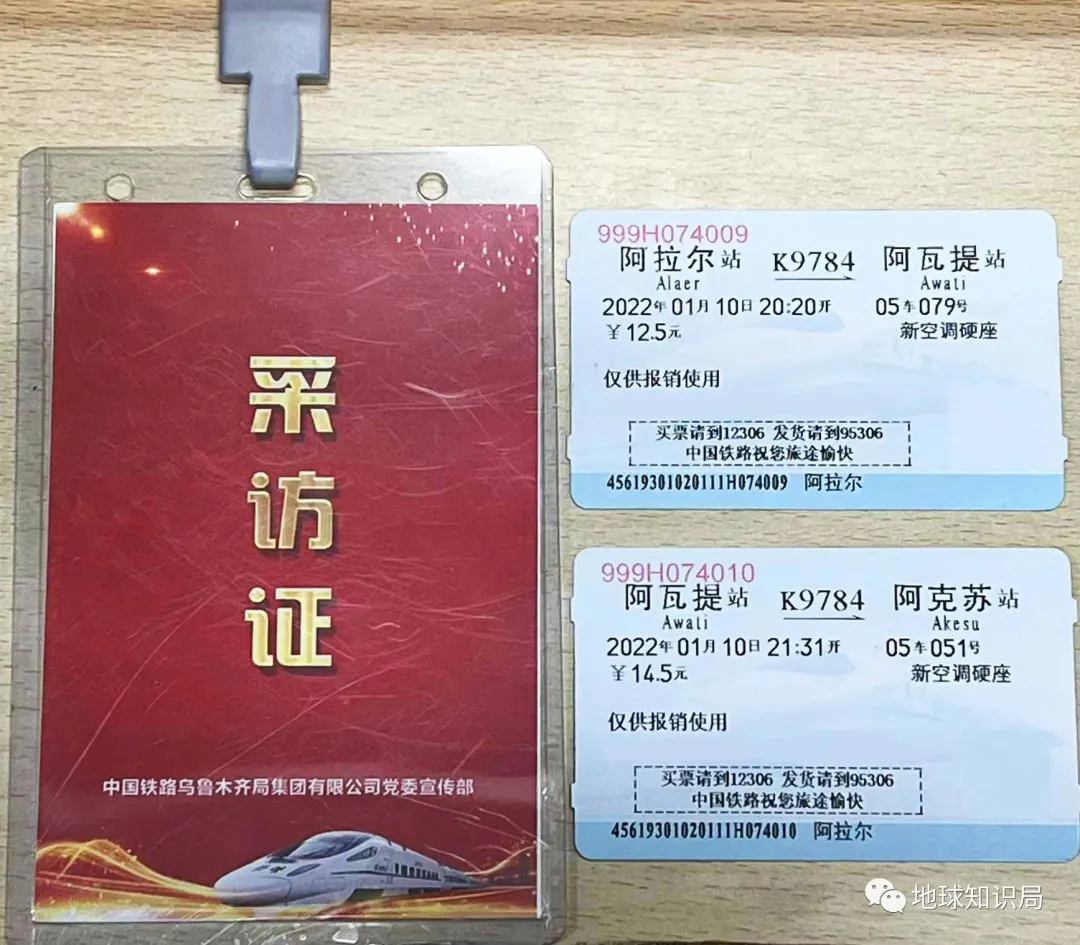 采
访
证
中国铁路乌鲁木齐局集团有限公司党委宣传部
999H074009
阿拉尔站 K9784 阿瓦提站
Alaer Awati
2022年01月10日20:20开 05车079号
￥12.5元 新空调硬座
仅供报销使用
买票请到12306 发货请到95306
中国铁路祝您旅途愉快
45619301020111H074009 阿拉尔
999H074010
阿瓦提站 K9784 阿克苏站
Awati Akesu
2022年01月10日21:31开 05车051号
￥14.5元 新空调硬座
仅供报销使用
买票请到12306 发货请到95306
中国铁路祝您旅途愉快
45619301020111H074010 阿拉尔
地球知识局